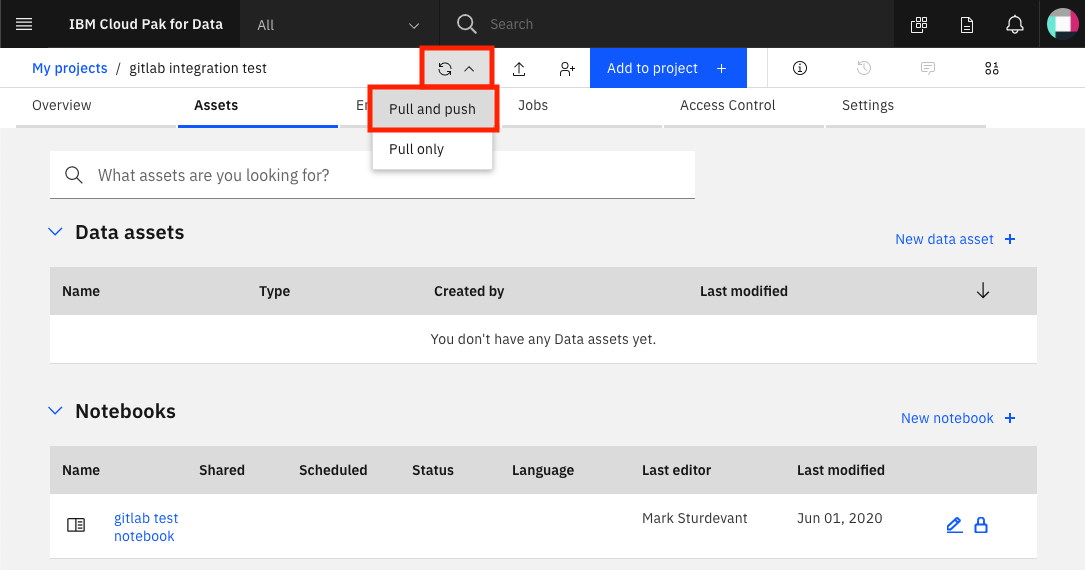 IBM Cloud Pak for Data
All
Search
My projects / gitlab integration test
Add to project +
Overview
Assets
Jobs
Access Control
Settings
Pull and push
Pull only
What assets are you looking for?
Data assets
New data asset +
Name Type Created by Last modified
You don't have any Data assets yet.
Notebooks
New notebook +
Name Shared Scheduled Status Language Last editor Last modified
gitlab test
notebook
Mark Sturdevant
Jun 01, 2020